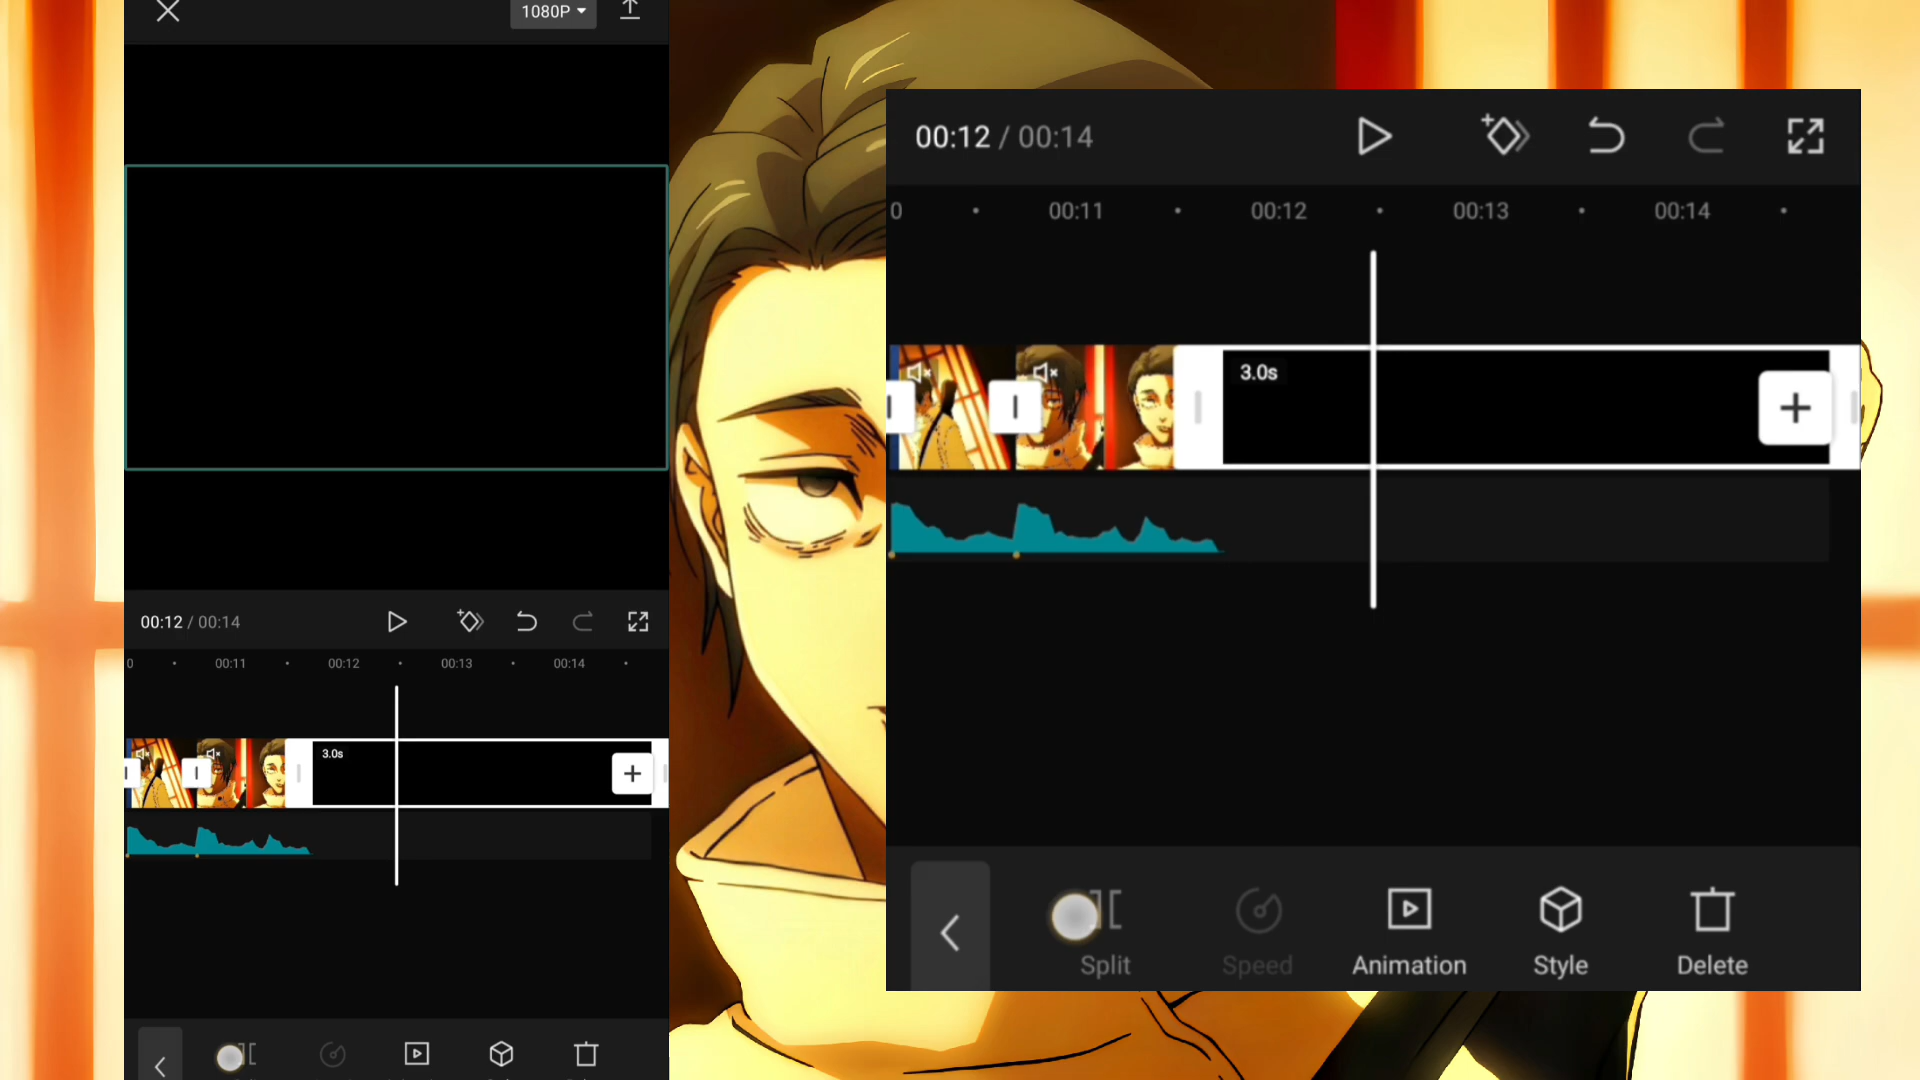 1080P
00:12 / 00:14
0 00:11 00:12 00:13 00:14
3.0s
00:12 / 00:14
0 00:11 00:12 00:13 00:14
3.0s
Split Speed Animation Style Delete